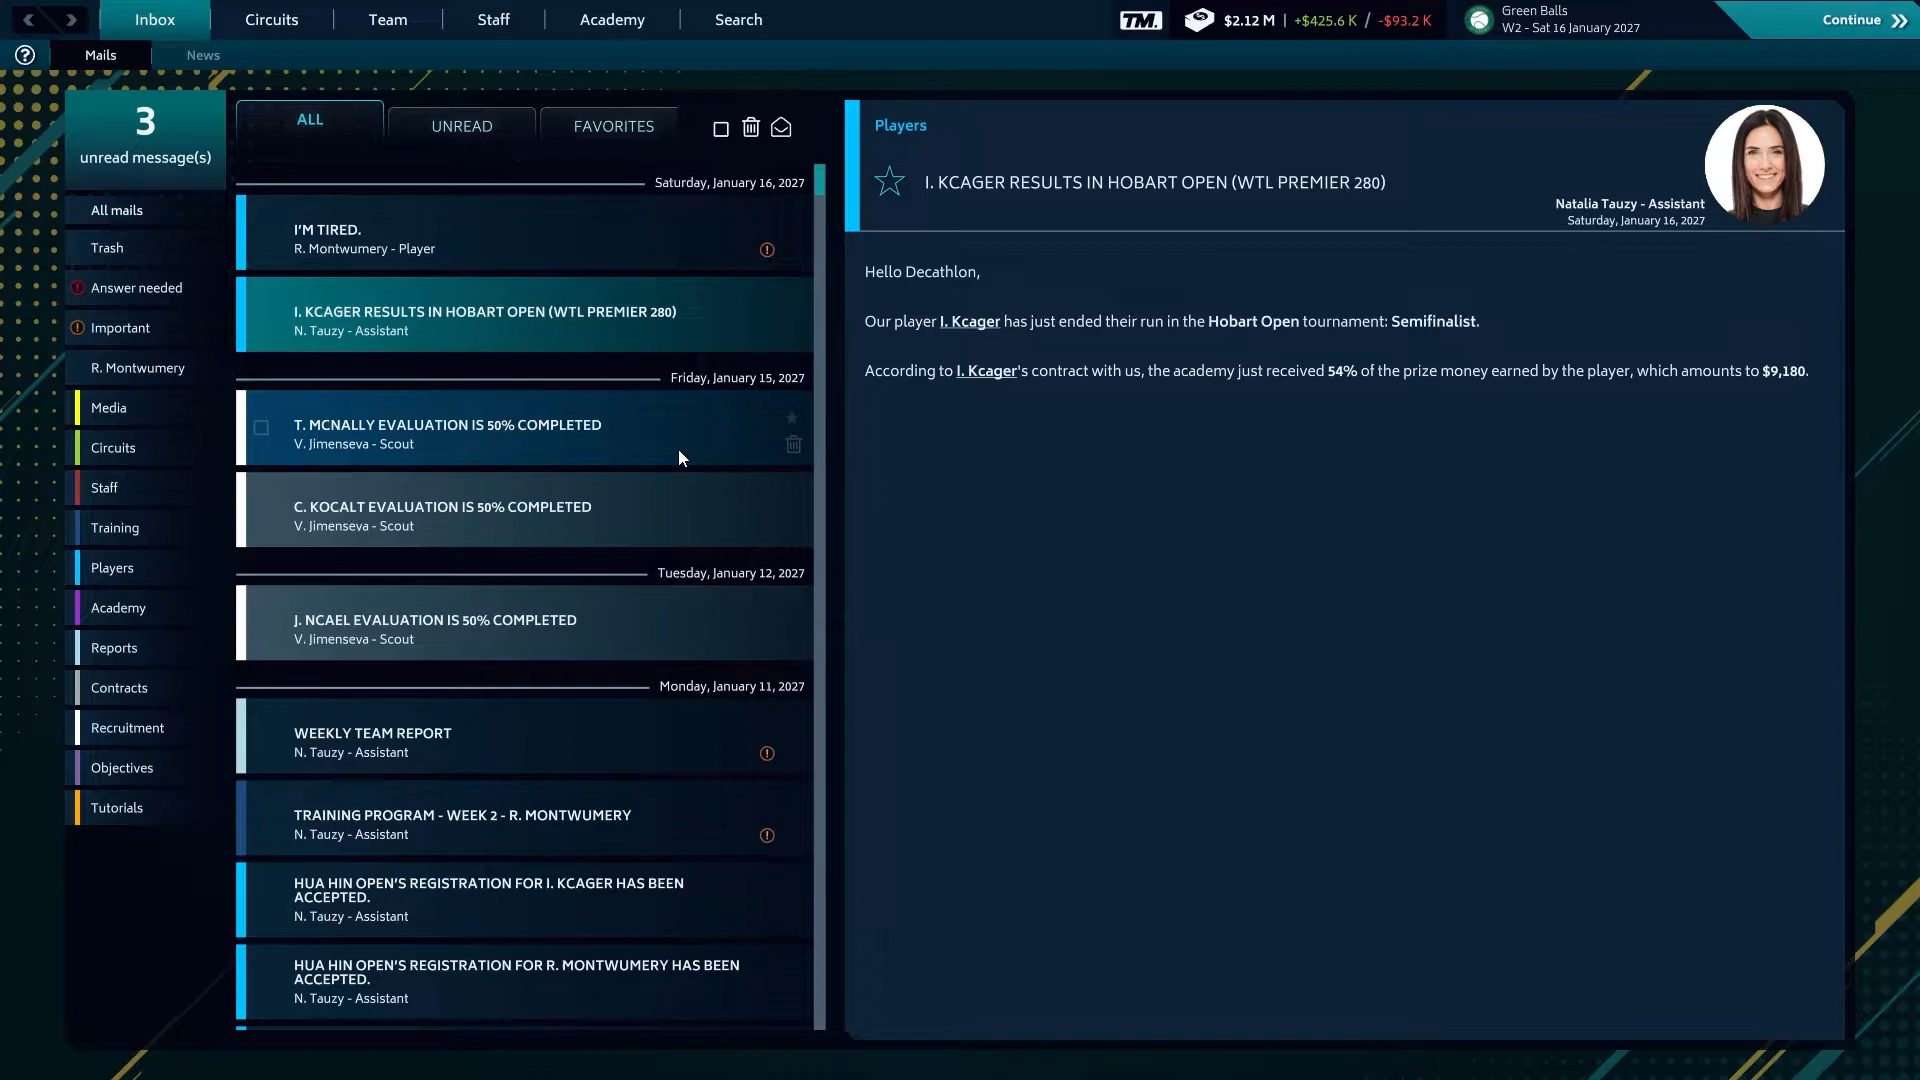 Inbox
Circuits
Team
Staff
Academy
Search
TM.
$2.12 M | +$425.6 K / -$93.2 K
Green Balls
W2 - Sat 16 January 2027
Continue
Mails
News
3
unread message(s)
All mails
Trash
Answer needed
Important
R. Montwumery
Media
Circuits
Staff
Training
Players
Academy
Reports
Contracts
Recruitment
Objectives
Tutorials
ALL
UNREAD
FAVORITES
Saturday, January 16, 2027
I'M TIRED.
R. Montwumery - Player
I. KCAGER RESULTS IN HOBART OPEN (WTL PREMIER 280)
N. Tauzy - Assistant
Friday, January 15, 2027
T. MCNALLY EVALUATION IS 50% COMPLETED
V. Jimenseva - Scout
C. KOCALT EVALUATION IS 50% COMPLETED
V. Jimenseva - Scout
Tuesday, January 12, 2027
J. NCAEL EVALUATION IS 50% COMPLETED
V. Jimenseva - Scout
Monday, January 11, 2027
WEEKLY TEAM REPORT
N. Tauzy - Assistant
TRAINING PROGRAM - WEEK 2 - R. MONTWUMERY
N. Tauzy - Assistant
HUA HIN OPEN'S REGISTRATION FOR I. KCAGER HAS BEEN
ACCEPTED.
N. Tauzy - Assistant
HUA HIN OPEN'S REGISTRATION FOR R. MONTWUMERY HAS BEEN
ACCEPTED.
N. Tauzy - Assistant
Players
I. KCAGER RESULTS IN HOBART OPEN (WTL PREMIER 280)
Natalia Tauzy - Assistant
Saturday, January 16, 2027
Hello Decathlon,
Our player I. Kcager has just ended their run in the Hobart Open tournament: Semifinalist.
According to I. Kcager's contract with us, the academy just received 54% of the prize money earned by the player, which amounts to $9,180.